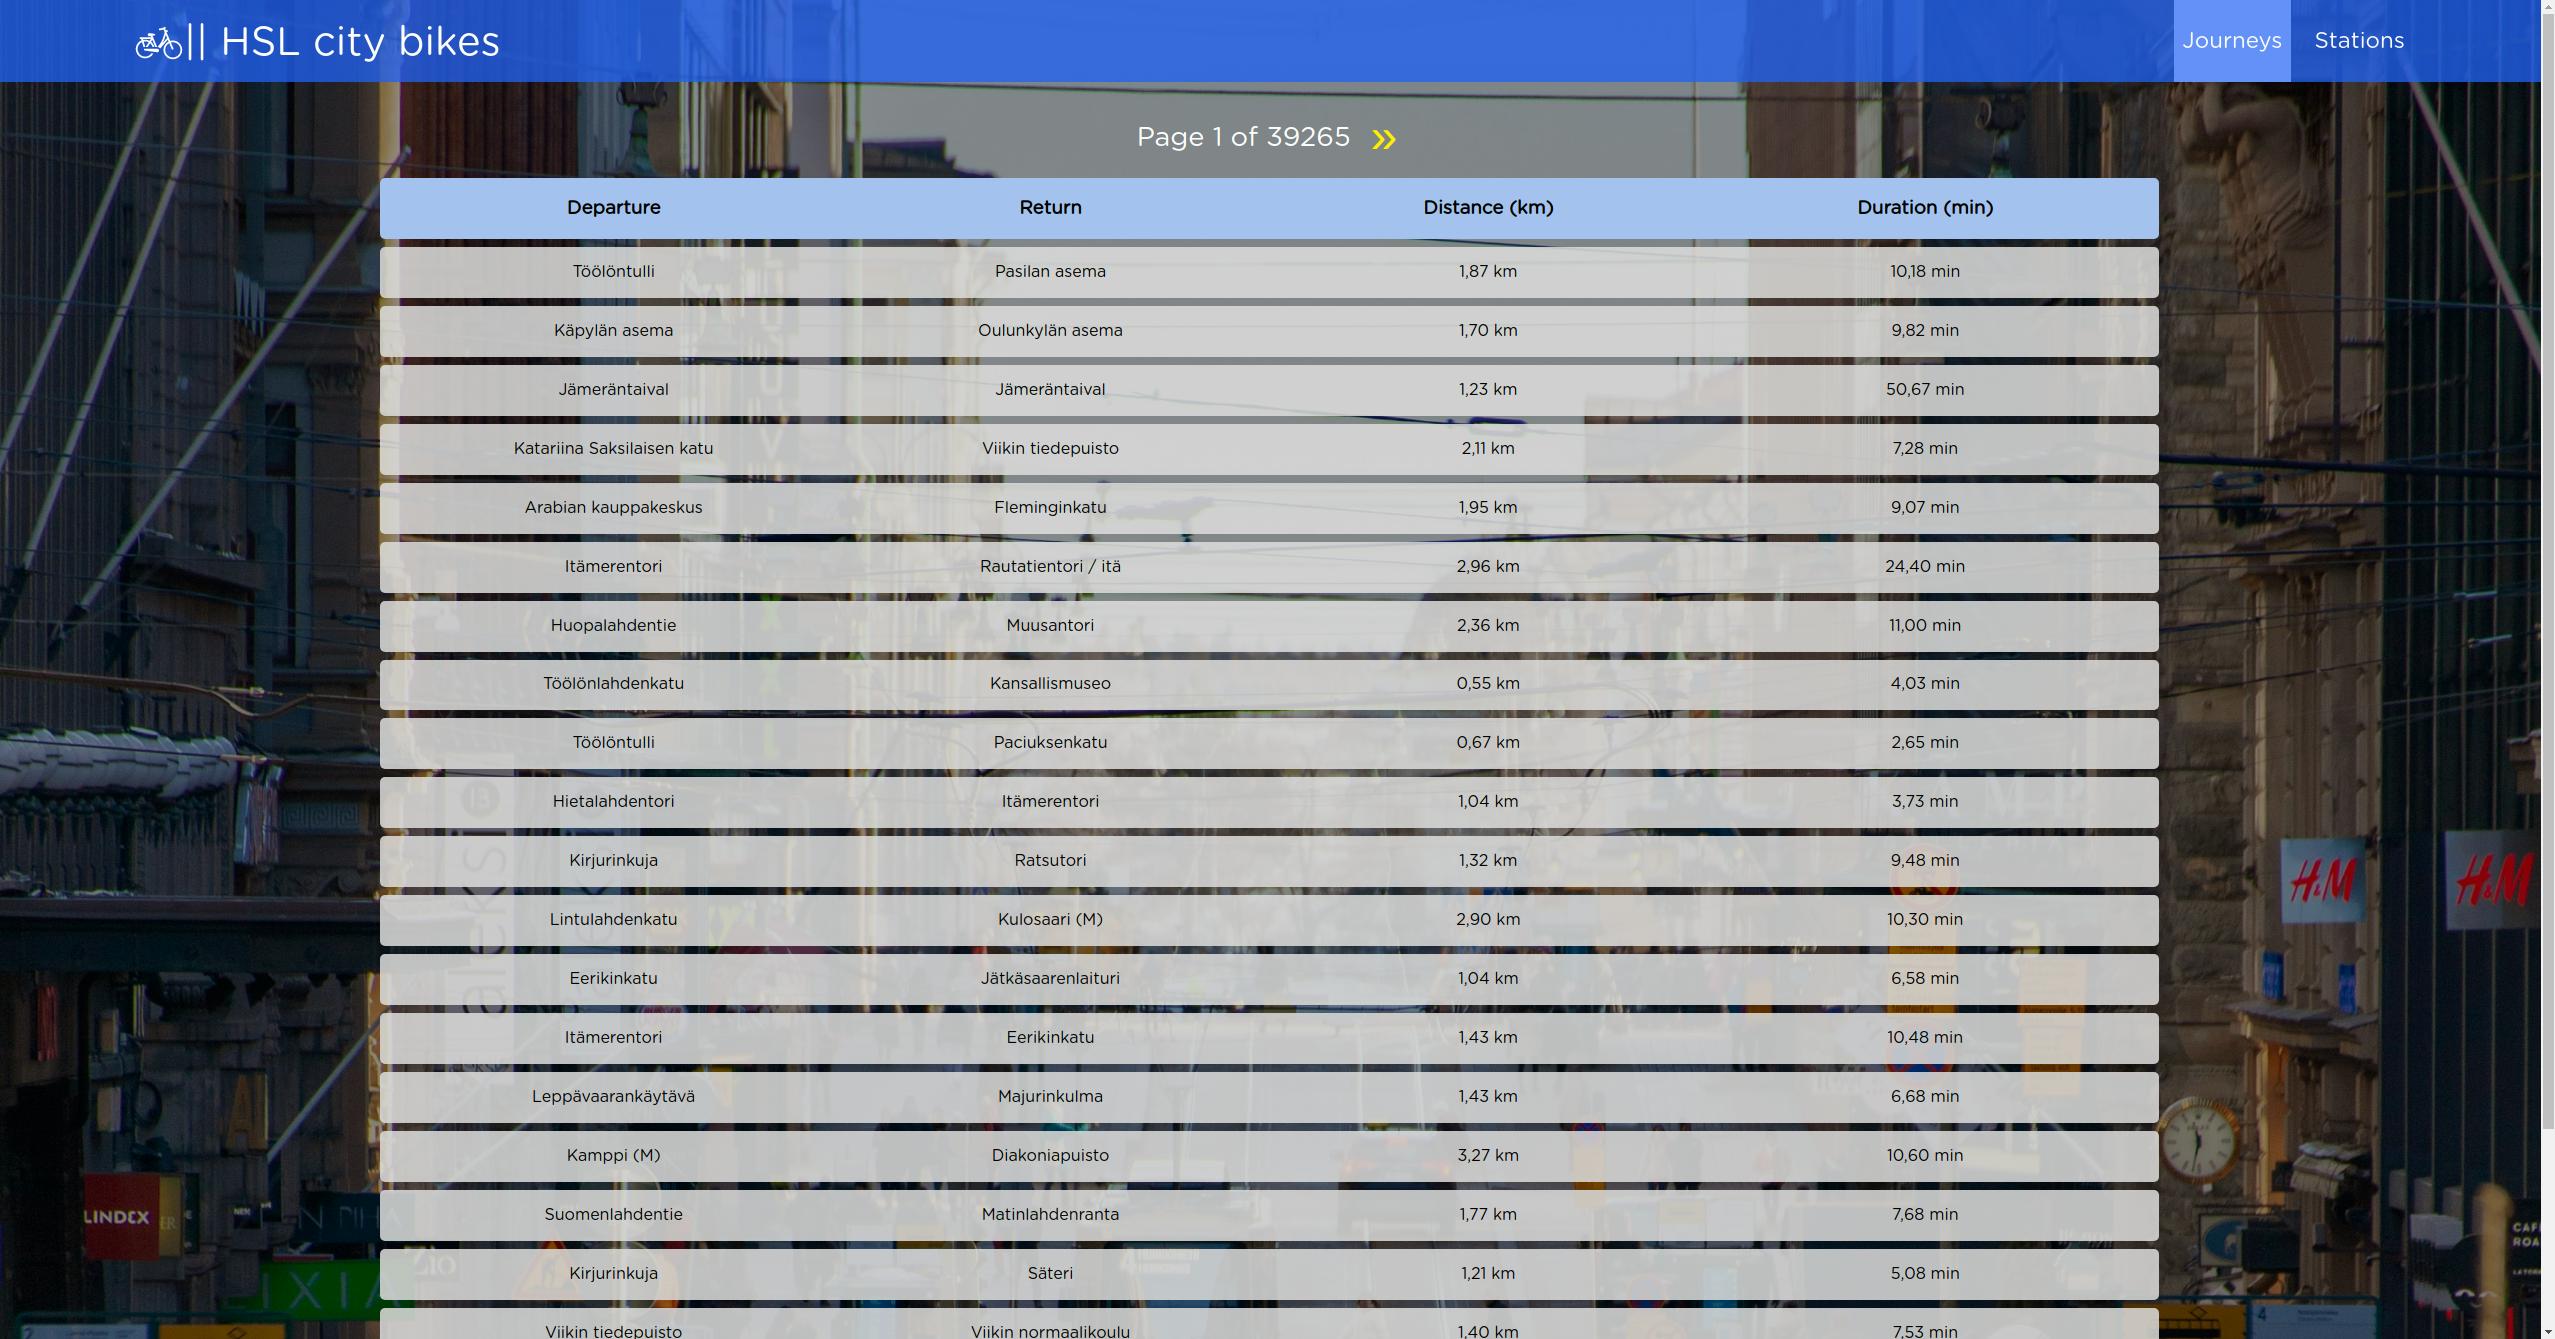 || HSL city bikes
Journeys Stations
Page 1 of 39265 »
Departure Return Distance (km) Duration (min)
Töölöntulli Pasilan asema 1,87 km 10,18 min
Käpylän asema Oulunkylän asema 1,70 km 9,82 min
Jämeräntaival Jämeräntaival 1,23 km 50,67 min
Katariina Saksilaisen katu Viikin tiedepuisto 2,11 km 7,28 min
Arabian kauppakeskus Fleminginkatu 1,95 km 9,07 min
Itämerentori Rautatientori / itä 2,96 km 24,40 min
Huopalahdentie Muusantori 2,36 km 11,00 min
Töölönlahdenkatu Kansallismuseo 0,55 km 4,03 min
Töölöntulli Paciuksenkatu 0,67 km 2,65 min
Hietalahdentori Itämerentori 1,04 km 3,73 min
Kirjurinkuja Ratsutori 1,32 km 9,48 min
H&M H&M
Lintulahdenkatu Kulosaari (M) 2,90 km 10,30 min
aleksi
Eerikinkatu Jätkäsaarenlaituri 1,04 km 6,58 min
Itämerentori Eerikinkatu 1,43 km 10,48 min
Leppävaarankäytävä Majurinkulma 1,43 km 6,68 min
Kamppi (M) Diakoniapuisto 3,27 km 10,60 min
Suomenlahdentie Matinlahdenranta 1,77 km 7,68 min
LINDEX
Kirjurinkuja Säteri 1,21 km 5,08 min
Viikin tiedepuisto Viikin normaalikoulu 1,40 km 7,53 min